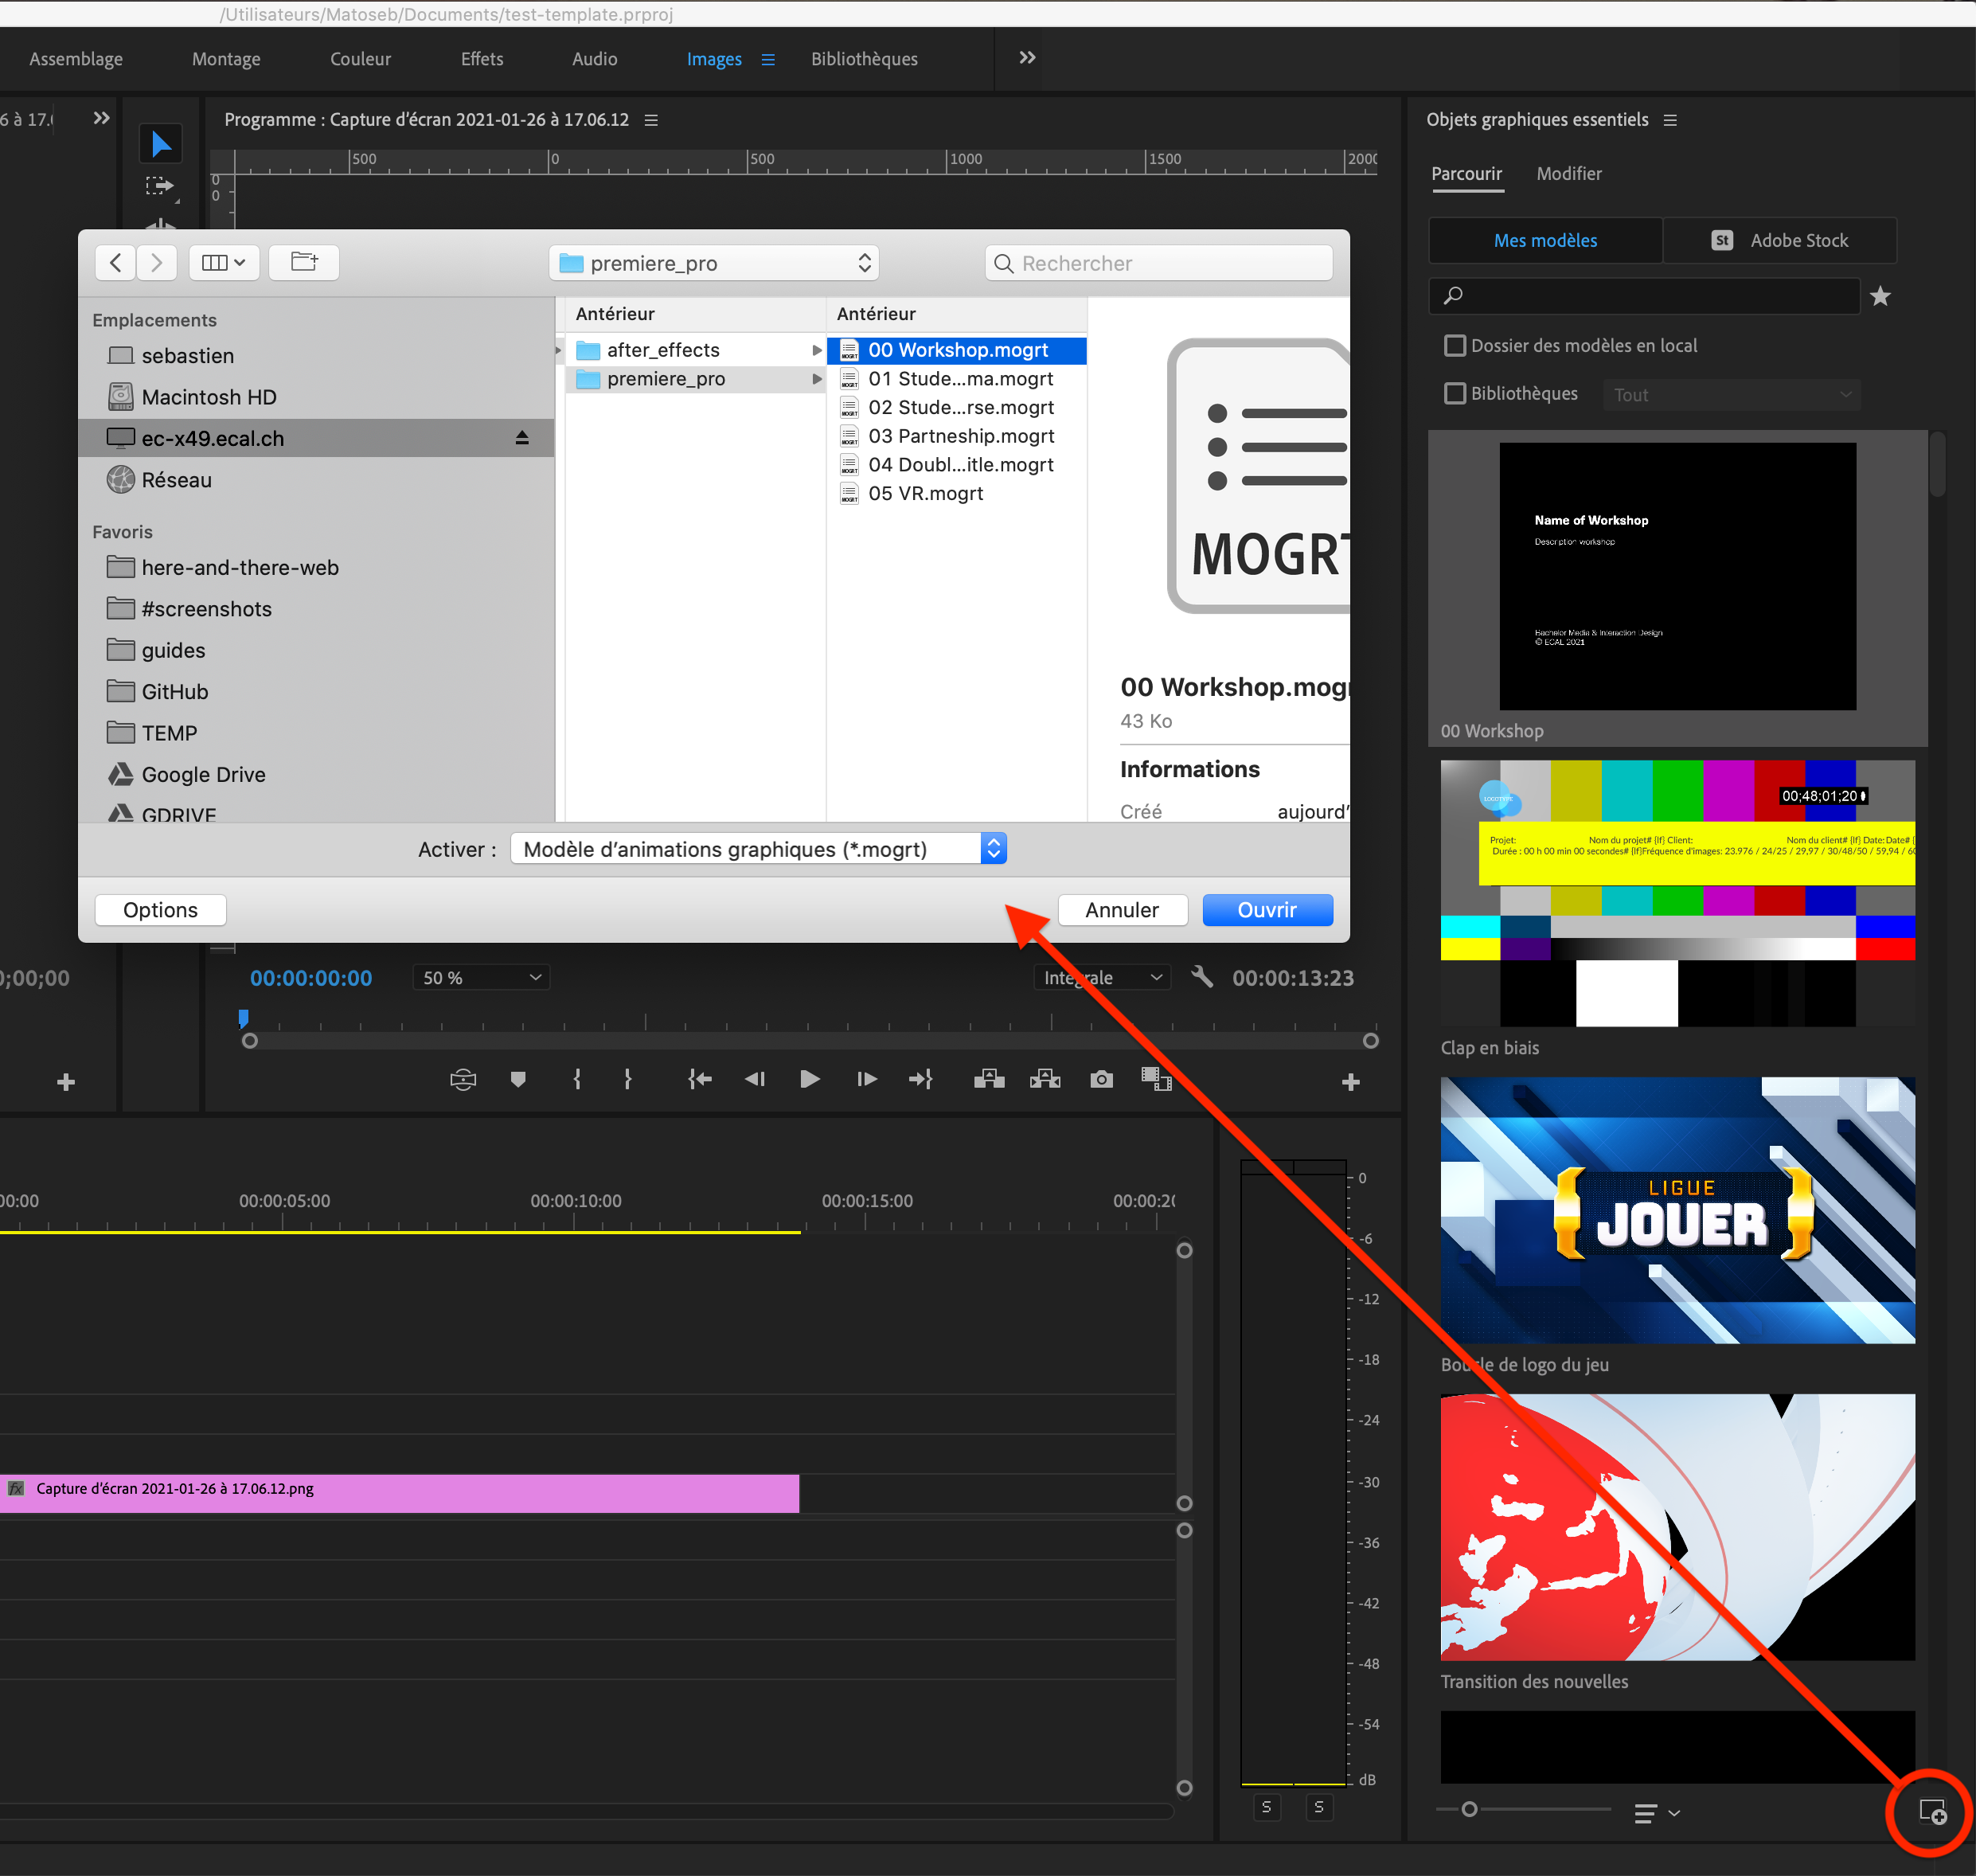 /Utilisateurs/Matoseb/Documents/test-template.prproj
Assemblage
Montage
Couleur
Effets
Audio
Images
Bibliothèques
6 à 17.
Programme : Capture d'écran 2021-01-26 à 17.06.12
500
0
500
1000
1500
2000
0
0
Objets graphiques essentiels
Parcourir
Modifier
Mes modèles
St Adobe Stock
Dossier des modèles en local
Bibliothèques
Tout
premiere_pro
Rechercher
Emplacements
sebastien
Macintosh HD
ec-x49.ecal.ch
Réseau
Favoris
here-and-there-web
#screenshots
guides
GitHub
TEMP
Google Drive
GDRIVE
Antérieur
after_effects
premiere_pro
Antérieur
00 Workshop.mogrt
01 Stude...ma.mogrt
02 Stude...rse.mogrt
03 Partneship.mogrt
04 Doubl...itle.mogrt
05 VR.mogrt
MOGRT
00 Workshop.mogr
43 Ko
Informations
Créé aujourd'
Activer :
Modèle d'animations graphiques (*.mogrt)
Options
Annuler
Ouvrir
Name of Workshop
Description workshop
Bachelor Media & Interaction Design
© ECAL 2021
00 Workshop
LOGOTYPE
00;48;01;20
Projet: Nom du projet# {lf} Client: Nom du client# {lf} Date: Date# {
Durée : 00 h 00 min 00 secondes# {lf}Fréquence d'images: 23.976 / 24/25 / 29,97 / 30/48/50 / 59,94 / 60
Clap en biais
LIGUE
JOUER
Boucle de logo du jeu
Transition des nouvelles
;00;00
00:00:00:00
50 %
Intégrale
00:00:13:23
00:00
00:00:05:00
00:00:10:00
00:00:15:00
00:00:20
fx Capture d'écran 2021-01-26 à 17.06.12.png
0
-6
-12
-18
-24
-30
-36
-42
-48
-54
dB
S
S